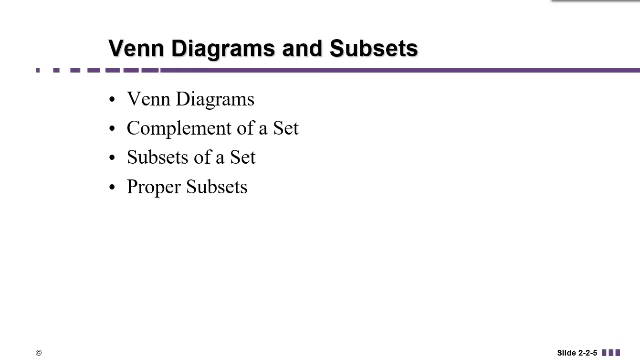 Venn Diagrams and Subsets
• Venn Diagrams
• Complement of a Set
• Subsets of a Set
• Proper Subsets
©
Slide 2-2-5